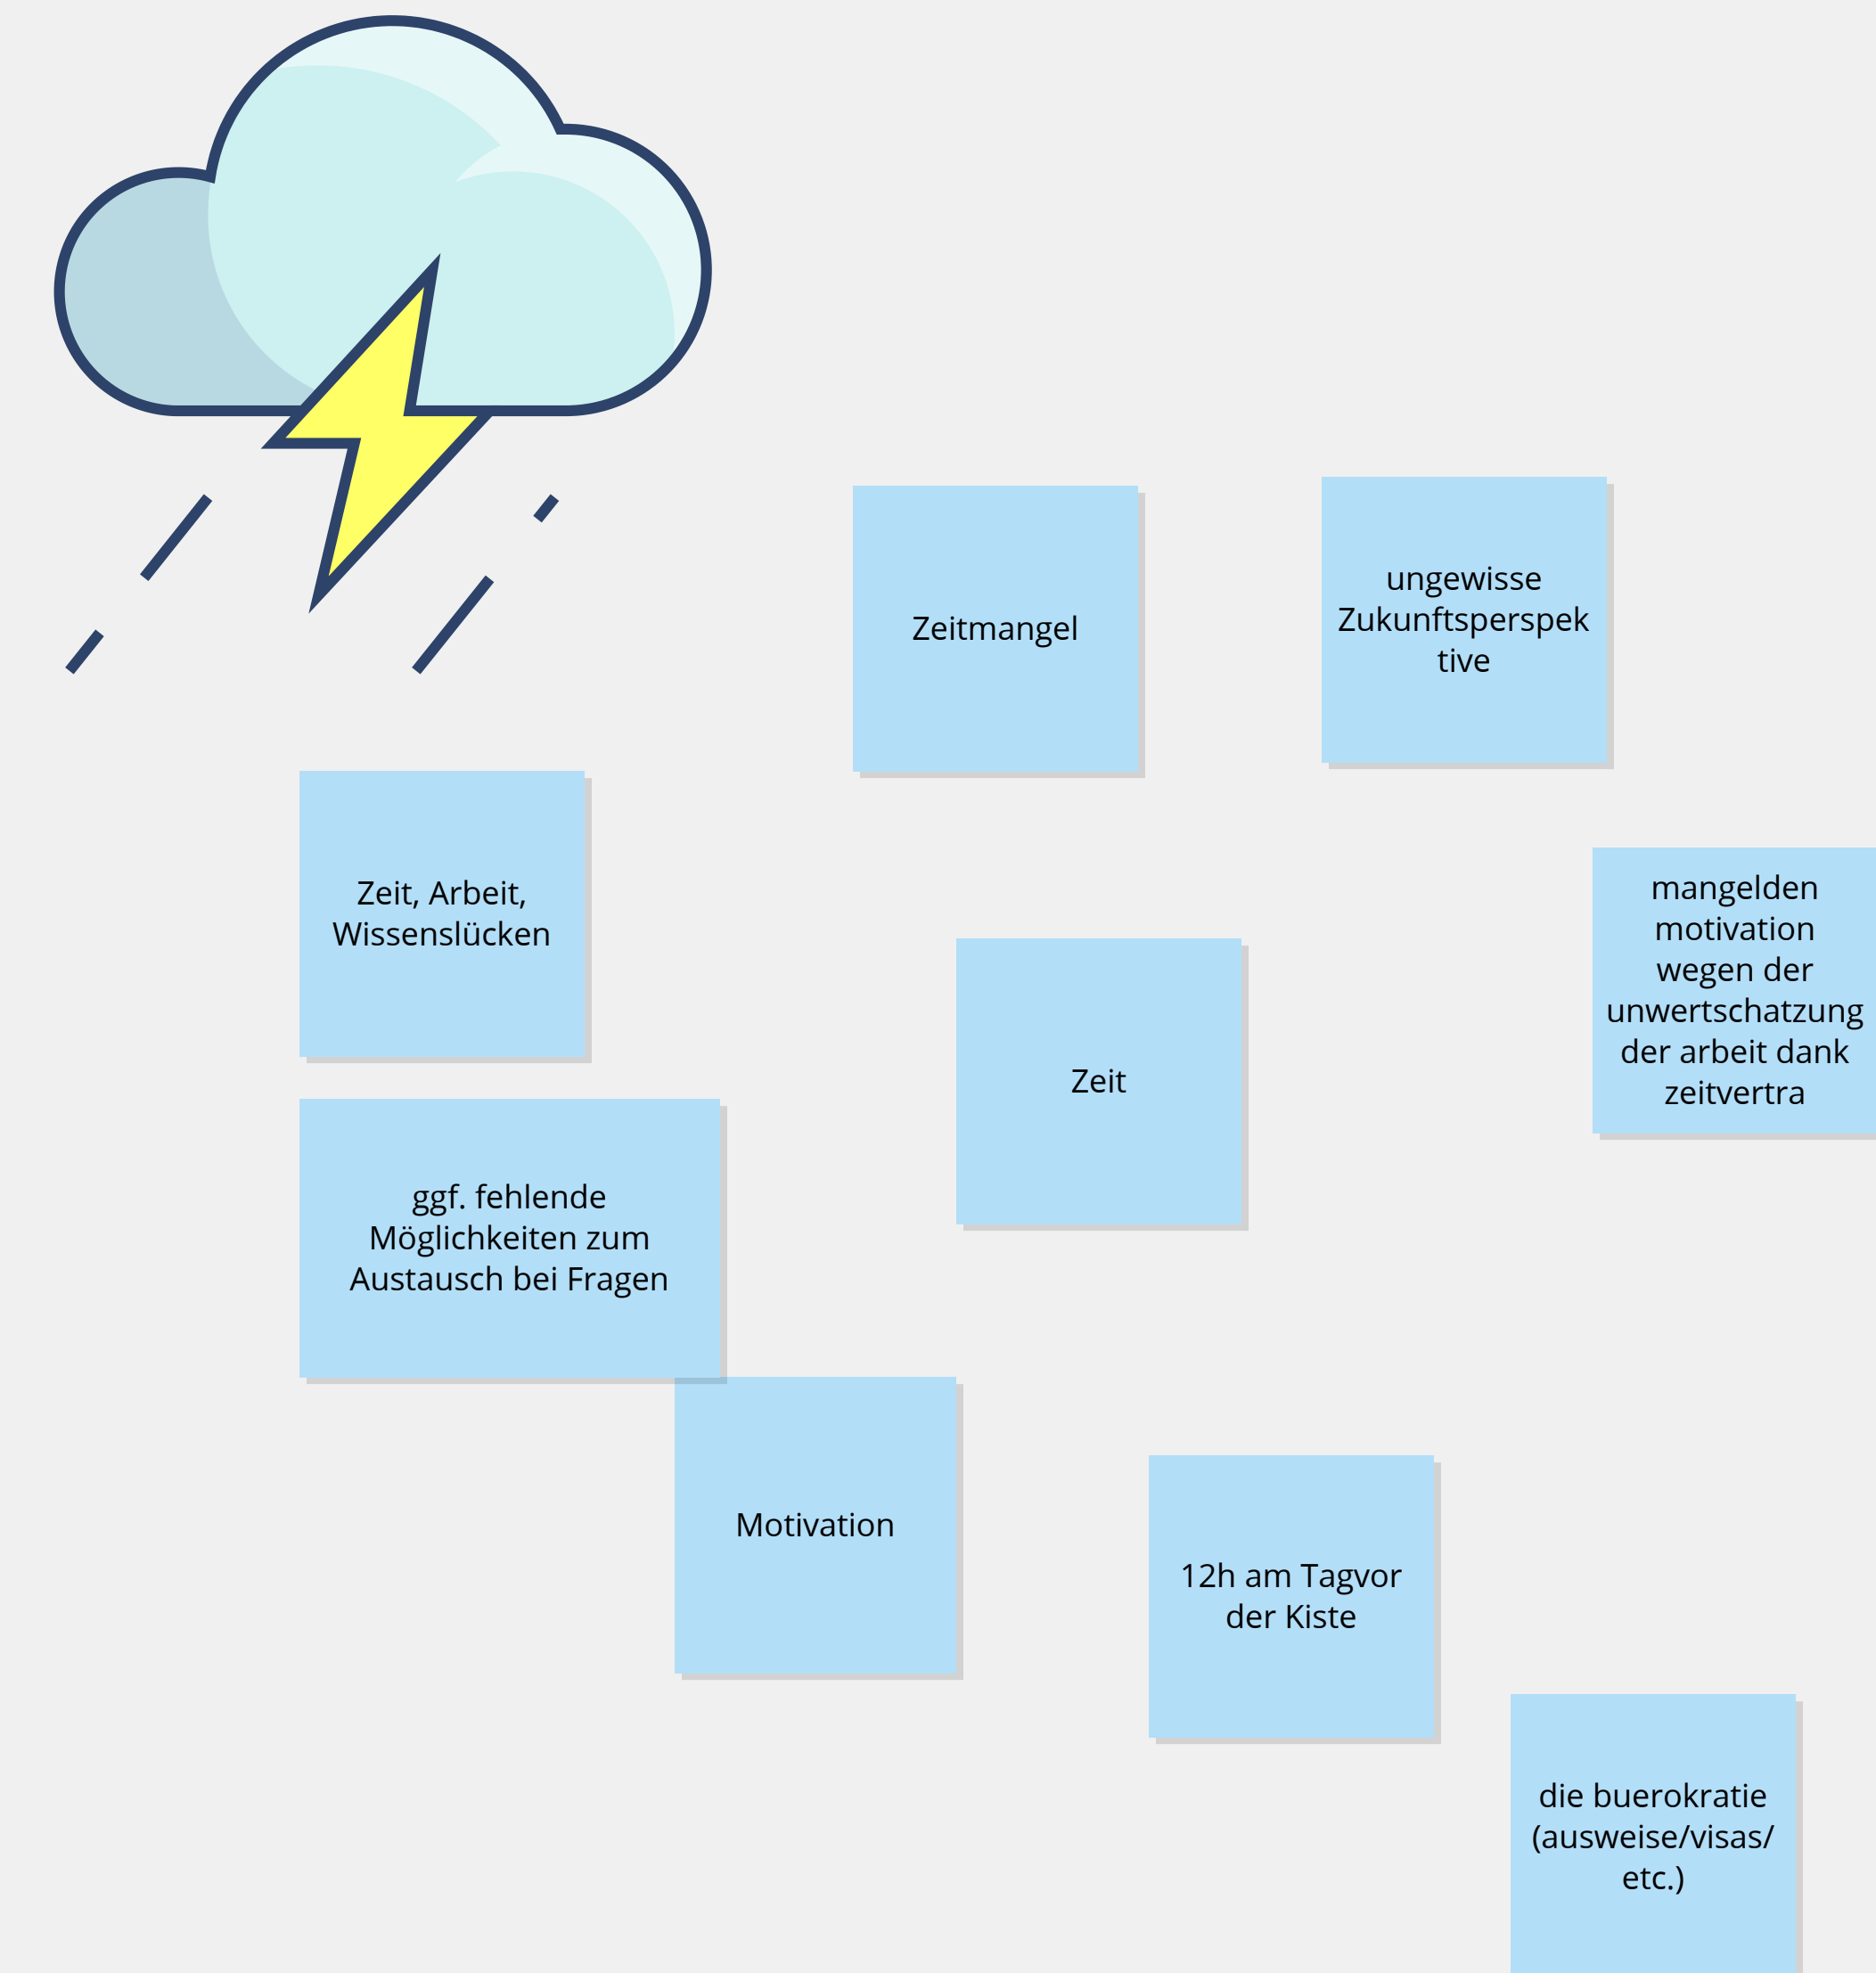 Zeitmangel
ungewisse
Zukunftsperspek
tive
Zeit, Arbeit,
Wissenslücken
mangelden
motivation
wegen der
unwertschatzung
der arbeit dank
zeitvertra
Zeit
ggf. fehlende
Möglichkeiten zum
Austausch bei Fragen
Motivation
12h am Tagvor
der Kiste
die buerokratie
(ausweise/visas/
etc.)